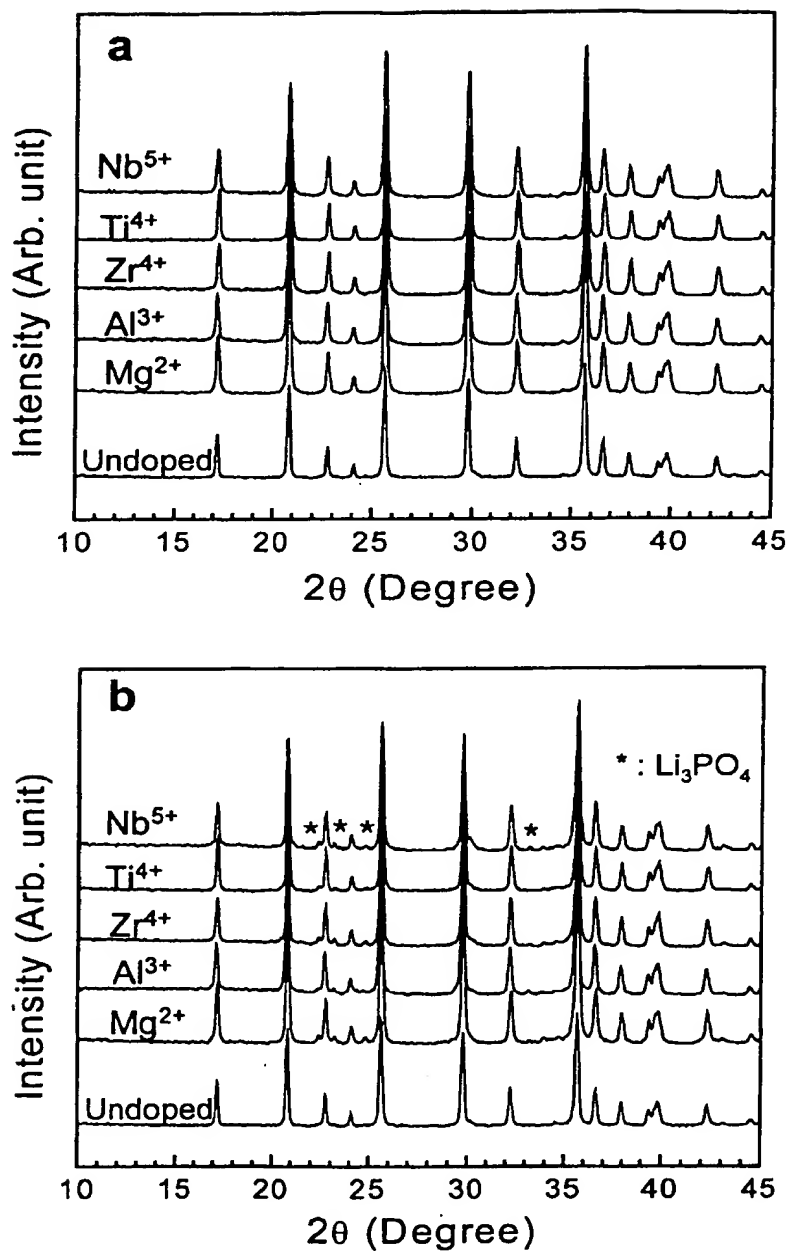 a
Nb⁵⁺
Ti⁴⁺
Zr⁴⁺
Al³⁺
Mg²⁺
Undoped
Intensity (Arb. unit)
10 15 20 25 30 35 40 45
2θ (Degree)
b
* : Li₃PO₄
Nb⁵⁺ * * * *
Ti⁴⁺
Zr⁴⁺
Al³⁺
Mg²⁺
Undoped
Intensity (Arb. unit)
10 15 20 25 30 35 40 45
2θ (Degree)